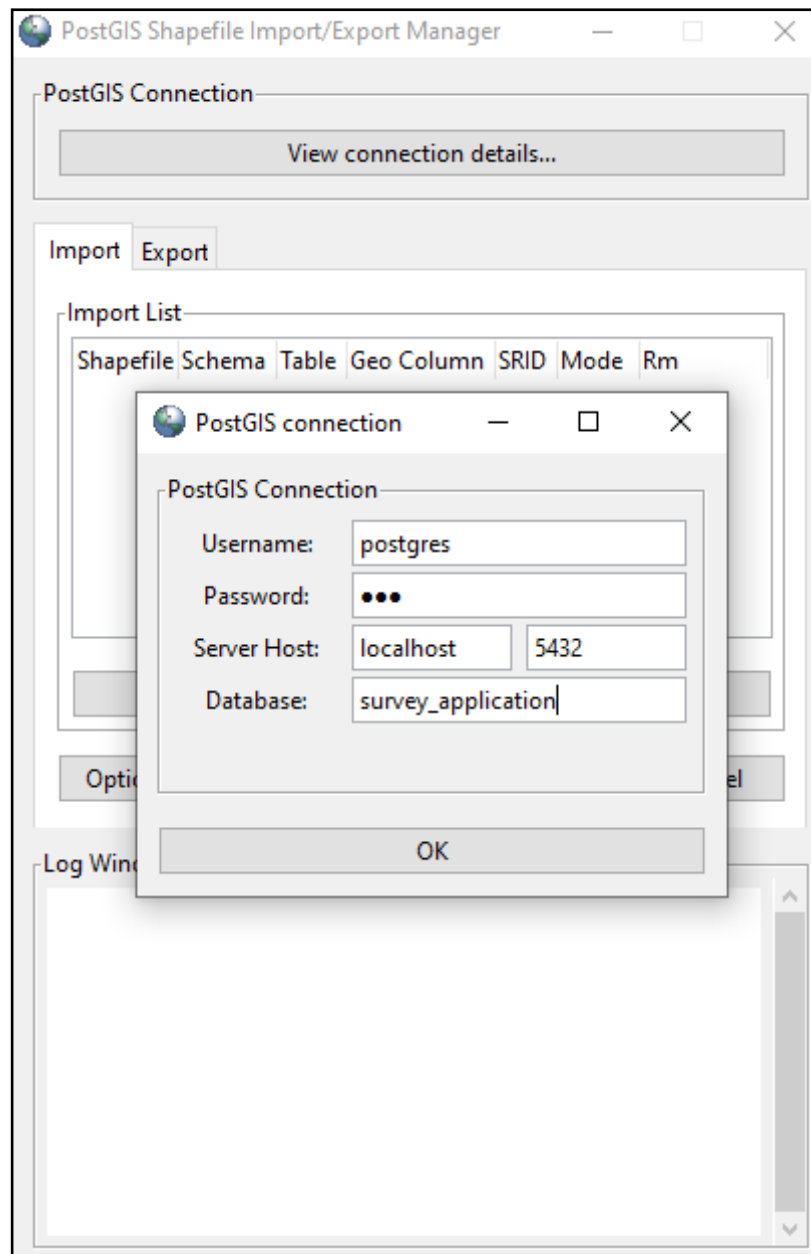 PostGIS Shapefile Import/Export Manager
PostGIS Connection
View connection details...
Import Export
Import List
Shapefile Schema Table Geo Column SRID Mode Rm
PostGIS connection
PostGIS Connection
Username: postgres
Password: •••
Server Host: localhost 5432
Database: survey_application
OK
Log